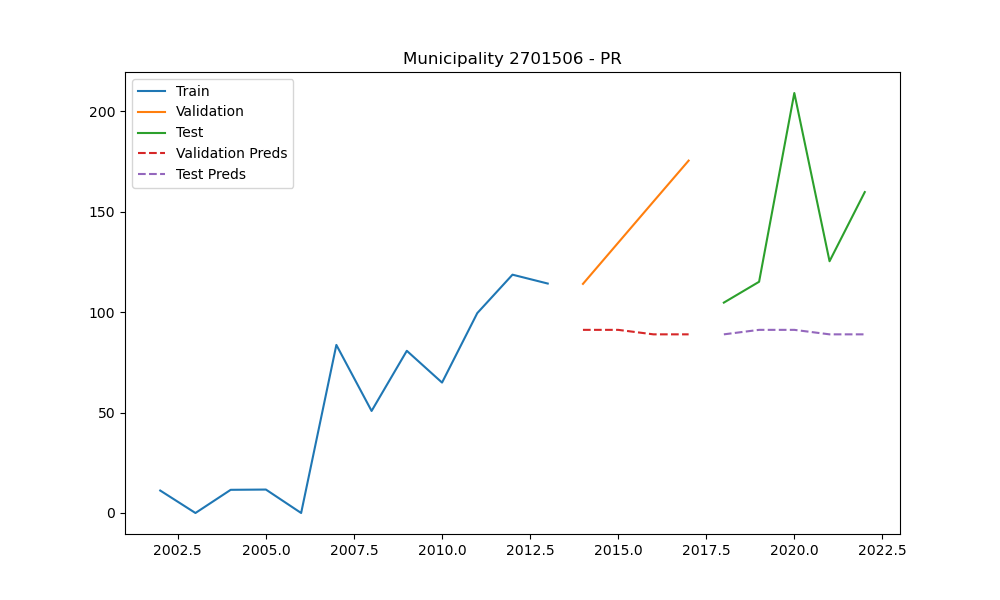 Municipality 2701506 - PR
Train
Validation
Test
Validation Preds
Test Preds
200
150
100
50
0
2002.5 2005.0 2007.5 2010.0 2012.5 2015.0 2017.5 2020.0 2022.5